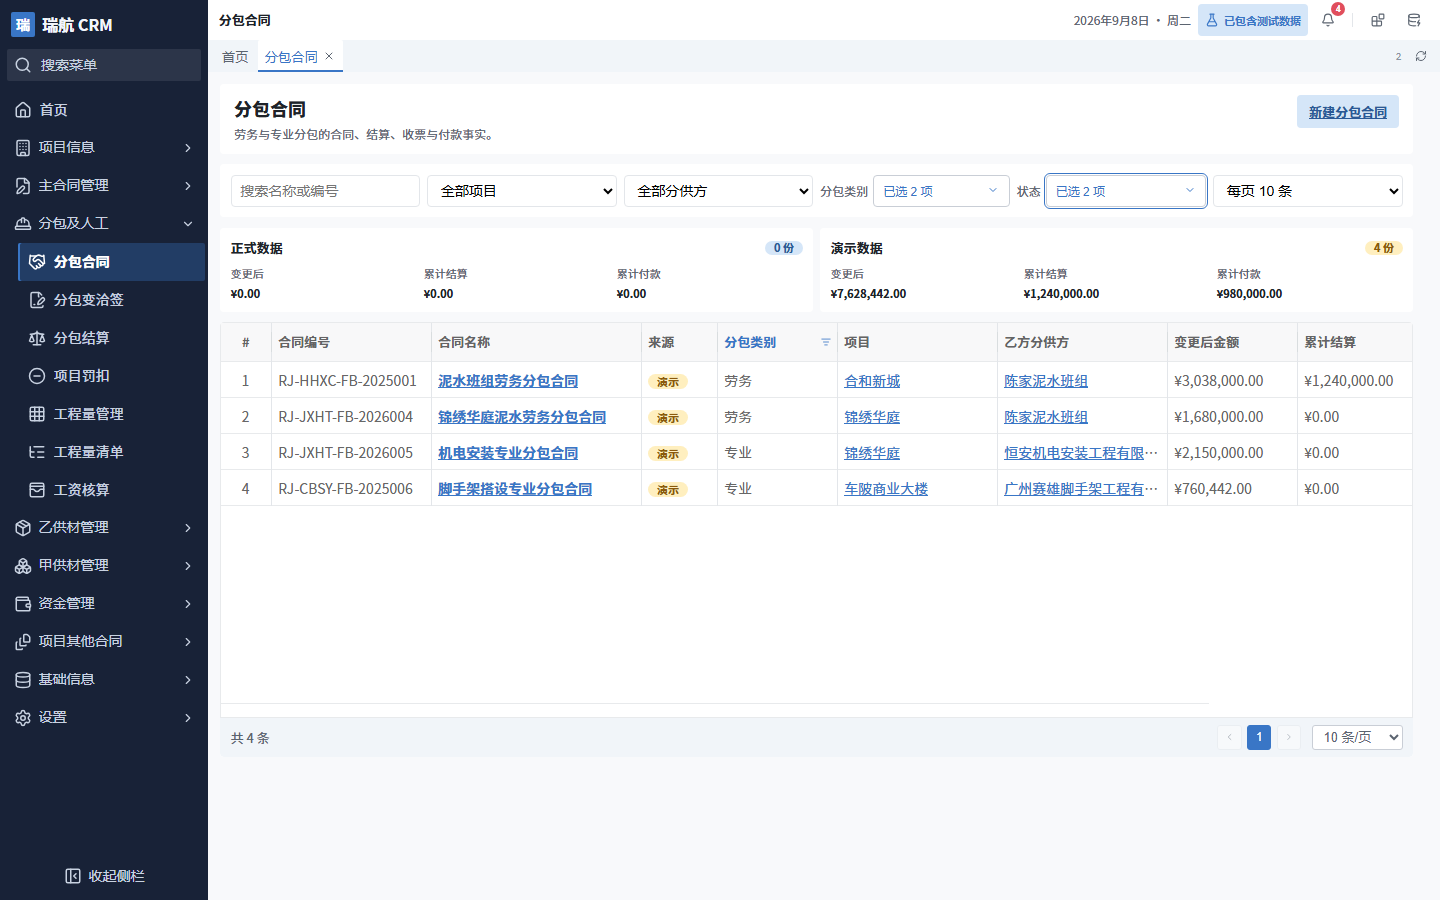 瑞 瑞航 CRM
搜索菜单
首页
项目信息
主合同管理
分包及人工
分包合同
分包变洽签
分包结算
项目罚扣
工程量管理
工程量清单
工资核算
乙供材管理
甲供材管理
资金管理
项目其他合同
基础信息
设置
收起侧栏
分包合同 2026年9月8日 • 周二 已包含测试数据 4
首页 分包合同 × 2
分包合同
劳务与专业分包的合同、结算、收票与付款事实。
新建分包合同
搜索名称或编号 全部项目 全部分供方 分包类别 已选 2 项 状态 已选 2 项 每页 10 条
正式数据 0 份
变更后 累计结算 累计付款
¥0.00 ¥0.00 ¥0.00
演示数据 4 份
变更后 累计结算 累计付款
¥7,628,442.00 ¥1,240,000.00 ¥980,000.00
# 合同编号 合同名称 来源 分包类别 项目 乙方分供方 变更后金额 累计结算
1 RJ-HHXC-FB-2025001 泥水班组劳务分包合同 演示 劳务 合和新城 陈家泥水班组 ¥3,038,000.00 ¥1,240,000.00
2 RJ-JXHT-FB-2026004 锦绣华庭泥水劳务分包合同 演示 劳务 锦绣华庭 陈家泥水班组 ¥1,680,000.00 ¥0.00
3 RJ-JXHT-FB-2026005 机电安装专业分包合同 演示 专业 锦绣华庭 恒安机电安装工程有限… ¥2,150,000.00 ¥0.00
4 RJ-CBSY-FB-2025006 脚手架搭设专业分包合同 演示 专业 车陂商业大楼 广州赛雄脚手架工程有… ¥760,442.00 ¥0.00
共 4 条 1 10 条/页